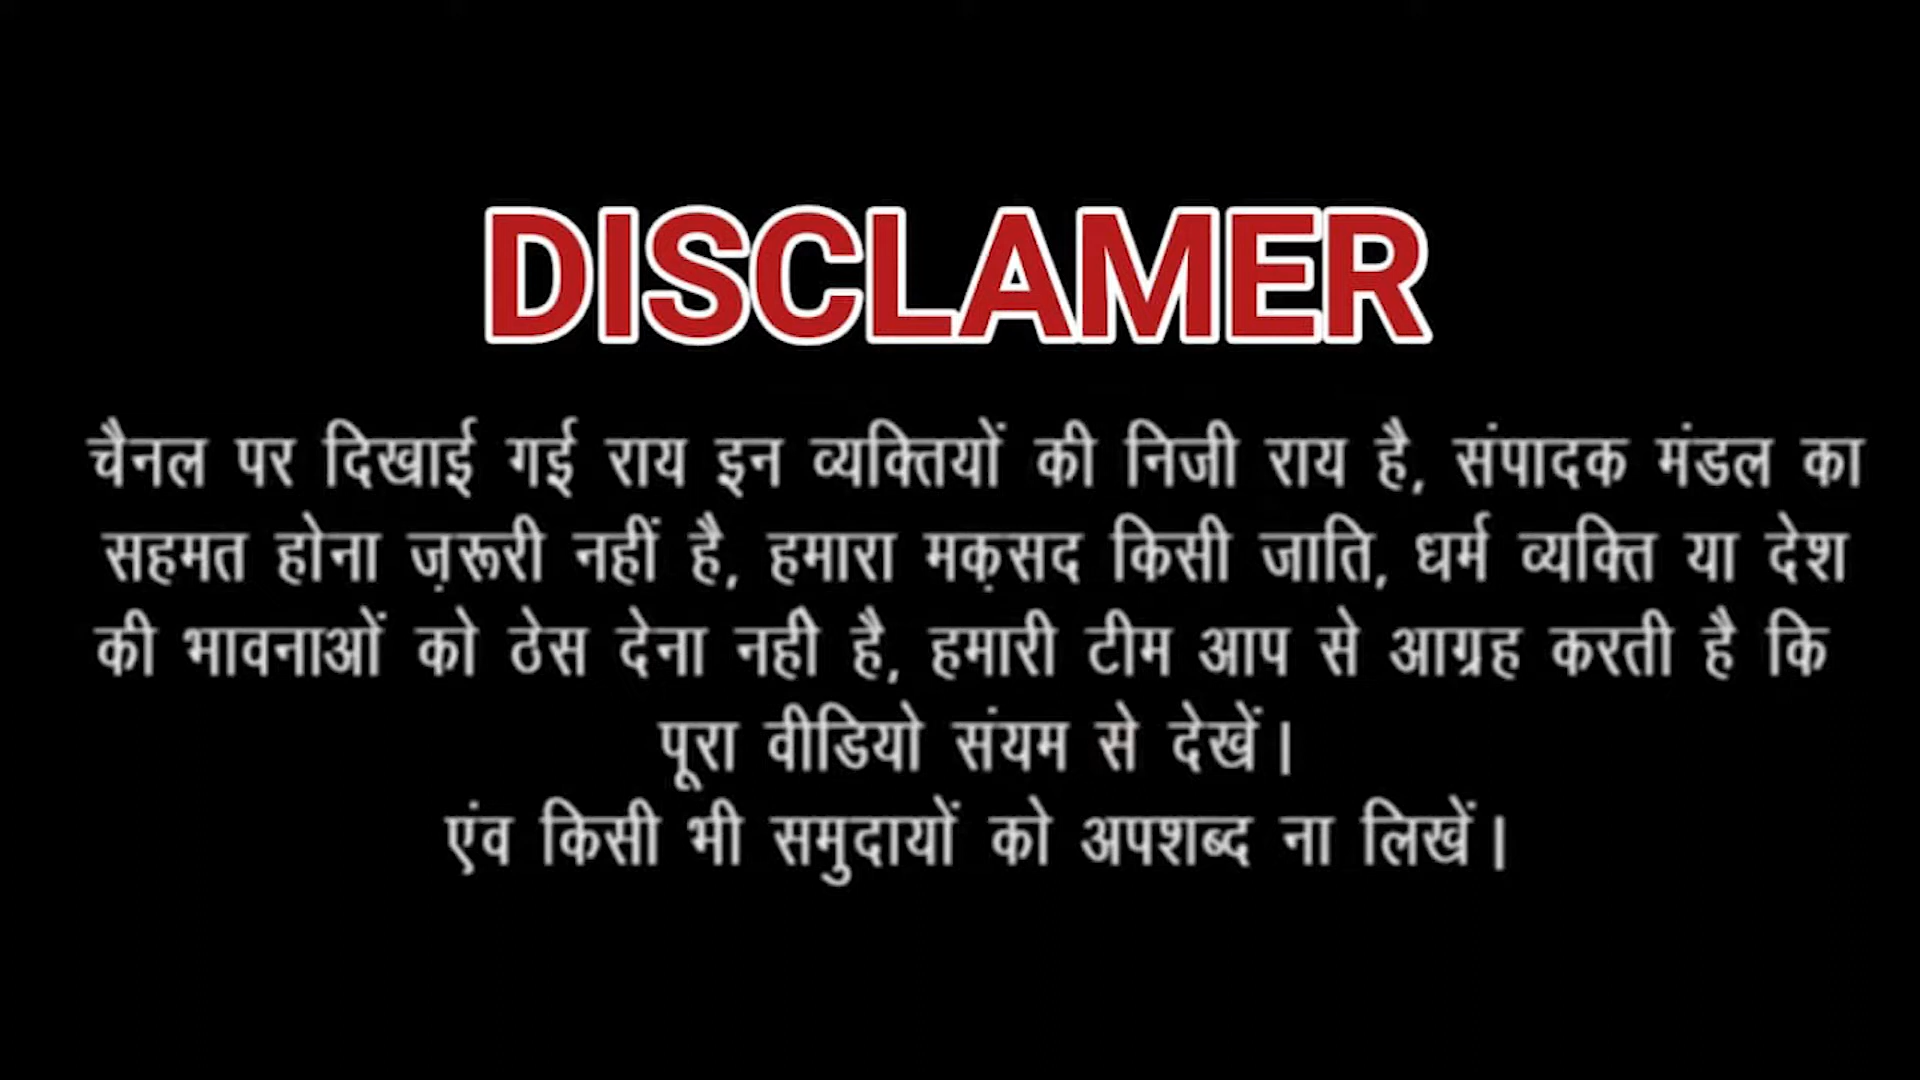 DISCLAMER
चैनल पर दिखाई गई राय इन व्यक्तियों की निजी राय है, संपादक मंडल का
सहमत होना ज़रूरी नहीं है, हमारा मक़सद किसी जाति, धर्म व्यक्ति या देश
की भावनाओं को ठेस देना नही है, हमारी टीम आप से आग्रह करती है कि
पूरा वीडियो संयम से देखें।
एंव किसी भी समुदायों को अपशब्द ना लिखें।